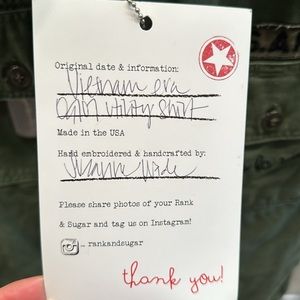 Original date & information:
Vietnam era
utility shirt
Made in the USA
Hand embroidered & handcrafted by:
Please share photos of your Rank
& Sugar and tag us on Instagram!
rankandsugar
thank you!